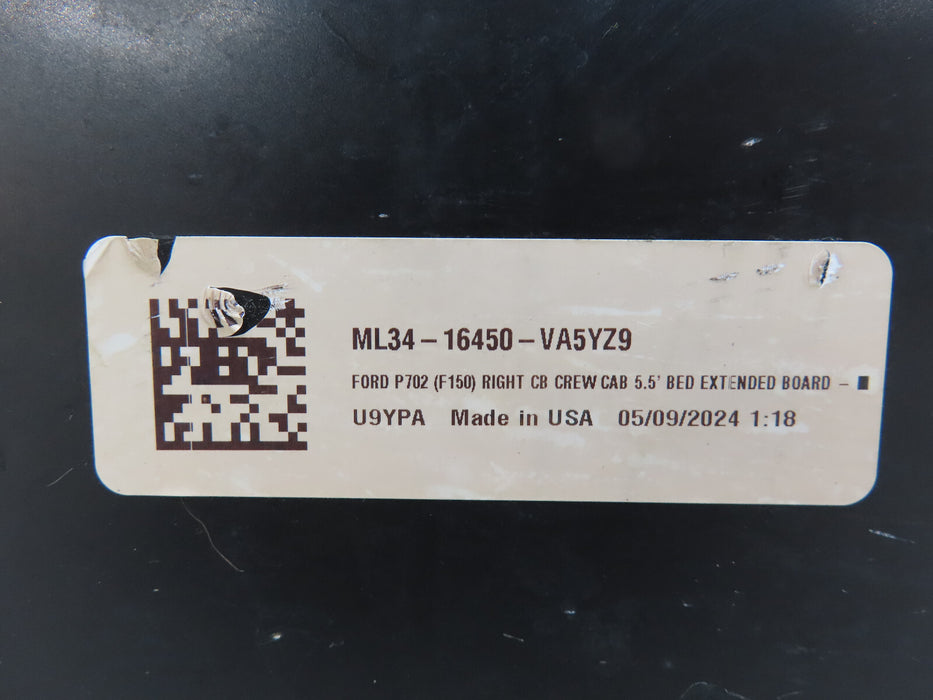 ML34-16450-VA5YZ9
FORD P702 (F150) RIGHT CB CREW CAB 5.5' BED EXTENDED BOARD -
U9YPA Made in USA 05/09/2024 1:18